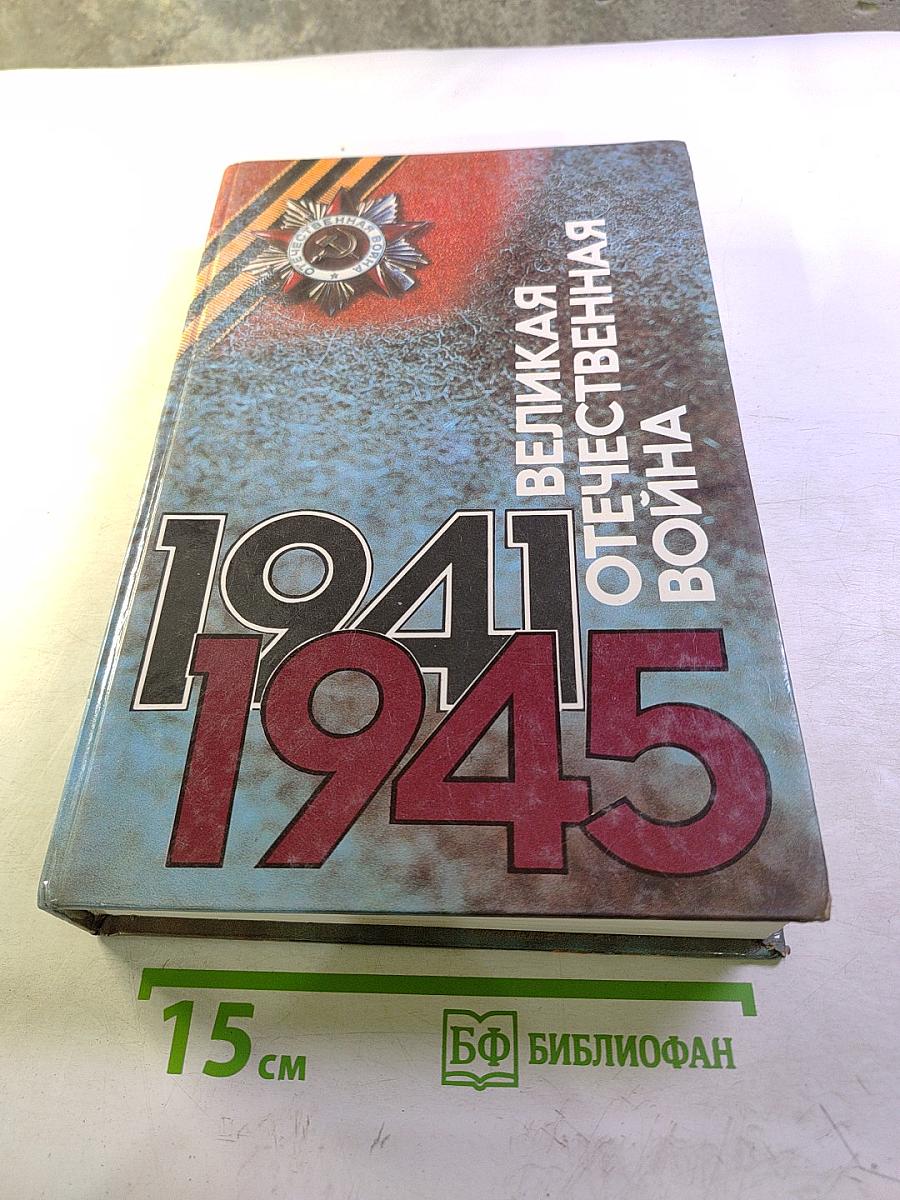 ОТЕЧЕСТВЕННАЯ ВОЙНА
ВЕЛИКАЯ
ОТЕЧЕСТВЕННАЯ
ВОЙНА
1941
1945
15 см
БФ БИБЛИОФАН